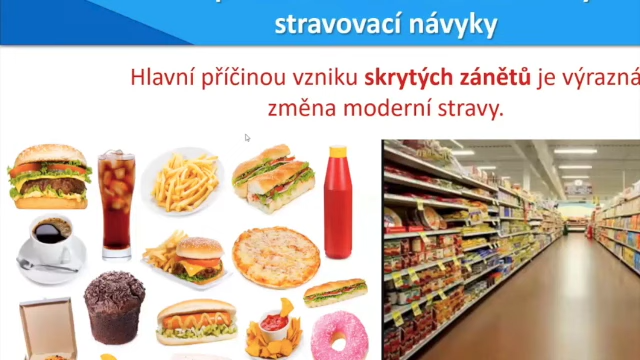 stravovací návyky
Hlavní příčinou vzniku skrytých zánětů je výrazná
změna moderní stravy.